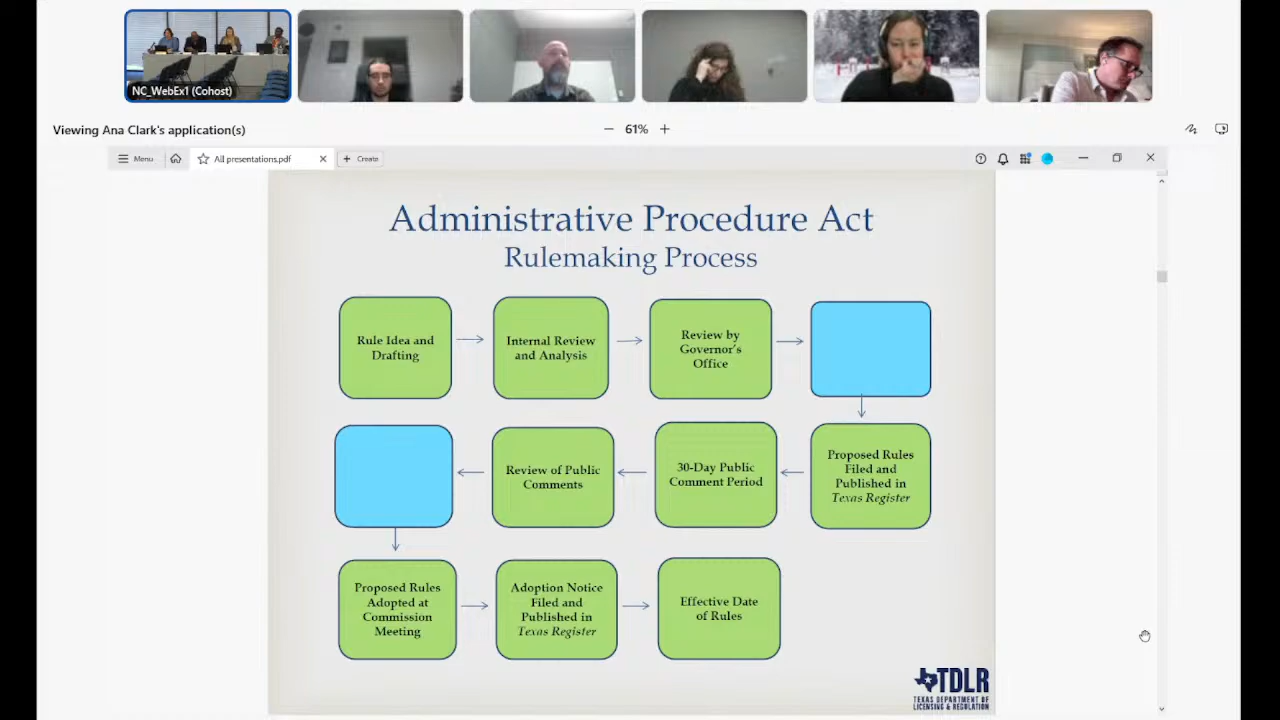 NC_WebEx1 (Cohost)
Viewing Ana Clark's application(s)
61%
Menu
All presentations.pdf
Create
Administrative Procedure Act
Rulemaking Process
Rule Idea and
Drafting
Internal Review
and Analysis
Review by
Governor's
Office
Proposed Rules
Filed and
Published in
Texas Register
30-Day Public
Comment Period
Review of Public
Comments
Proposed Rules
Adopted at
Commission
Meeting
Adoption Notice
Filed and
Published in
Texas Register
Effective Date
of Rules
TDLR
TEXAS DEPARTMENT OF
LICENSING & REGULATION